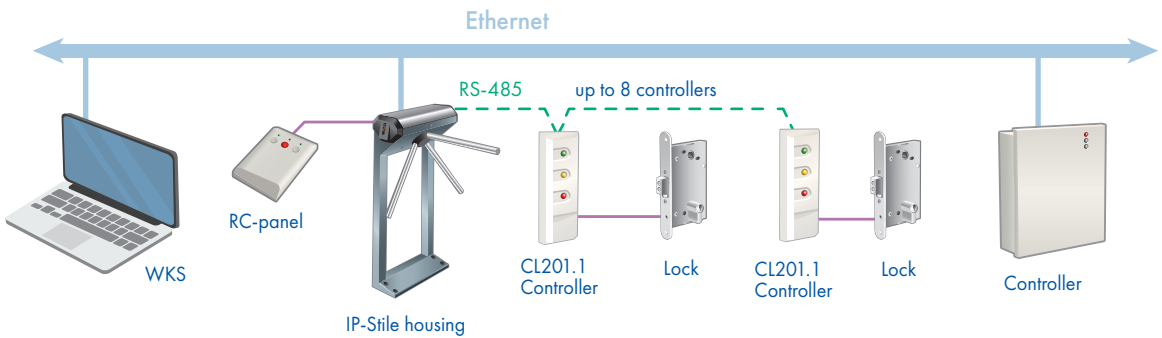 Ethernet
RS-485
up to 8 controllers
RC-panel
WKS
IP-Stile housing
CL201.1
Controller
Lock
CL201.1
Controller
Lock
Controller